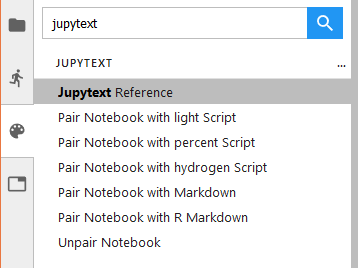 jupytext
JUPYTEXT ...
Jupytext Reference
Pair Notebook with light Script
Pair Notebook with percent Script
Pair Notebook with hydrogen Script
Pair Notebook with Markdown
Pair Notebook with R Markdown
Unpair Notebook